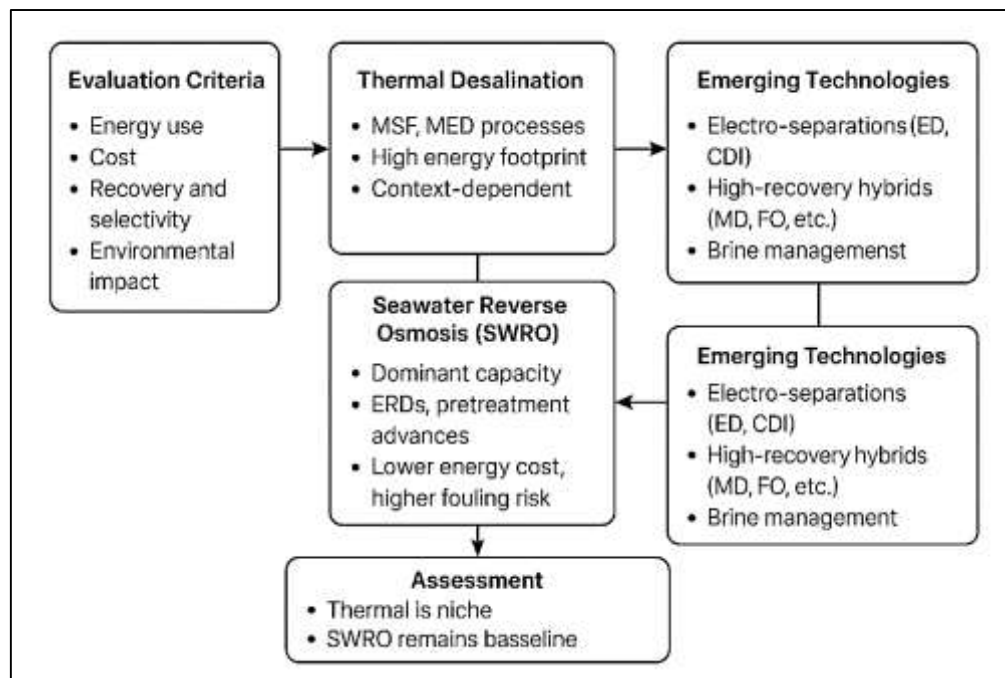 Evaluation Criteria
• Energy use
• Cost
• Recovery and
selectivity
• Environmental
impact
Thermal Desalination
• MSF, MED processes
• High energy footprint
• Context-dependent
Emerging Technologies
• Electro-separations (ED,
CDI)
• High-recovery hybrids
(MD, FO, etc.)
• Brine managemenst
Seawater Reverse
Osmosis (SWRO)
• Dominant capacity
• ERDs, pretreatment
advances
• Lower energy cost,
higher fouling risk
Emerging Technologies
• Electro-separations
(ED, CDI)
• High-recovery hybrids
(MD, FO, etc.)
• Brine management
Assessment
• Thermal is niche
• SWRO remains basseline